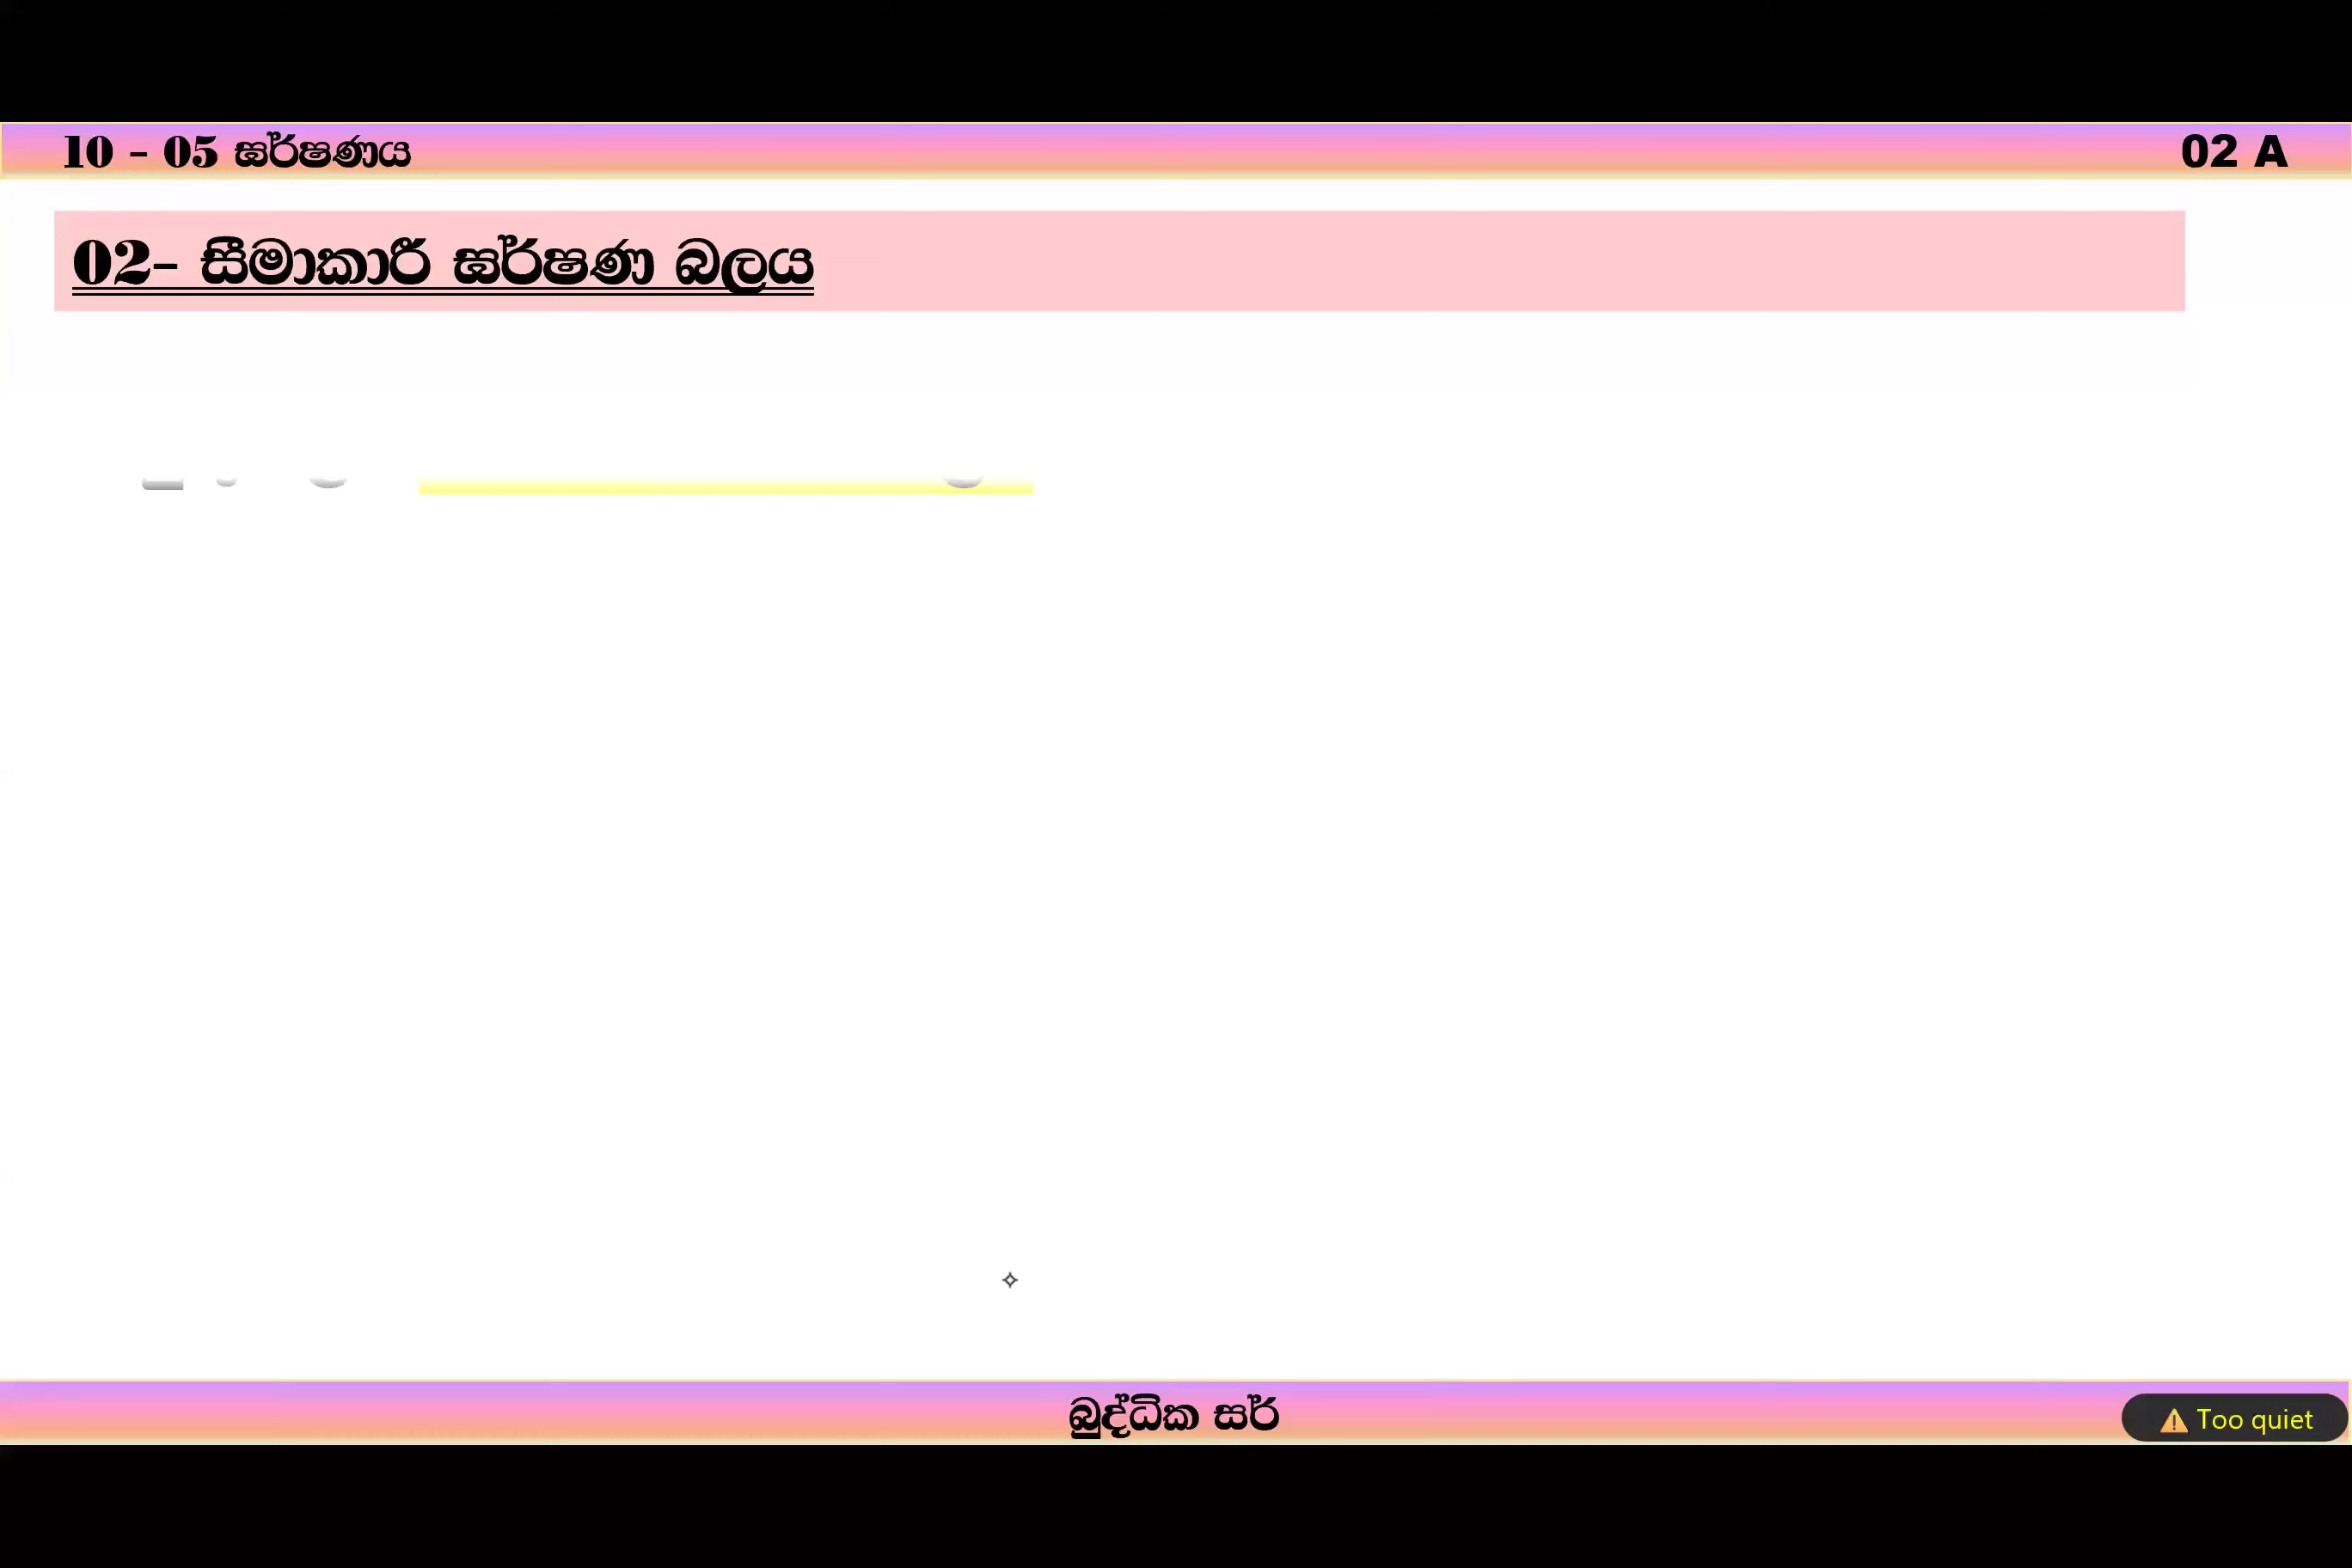 10 - 05 ඝර්ෂණය
02 A
02- සීමාකාරී ඝර්ෂණ බලය
බුද්ධික සර්
⚠ Too quiet